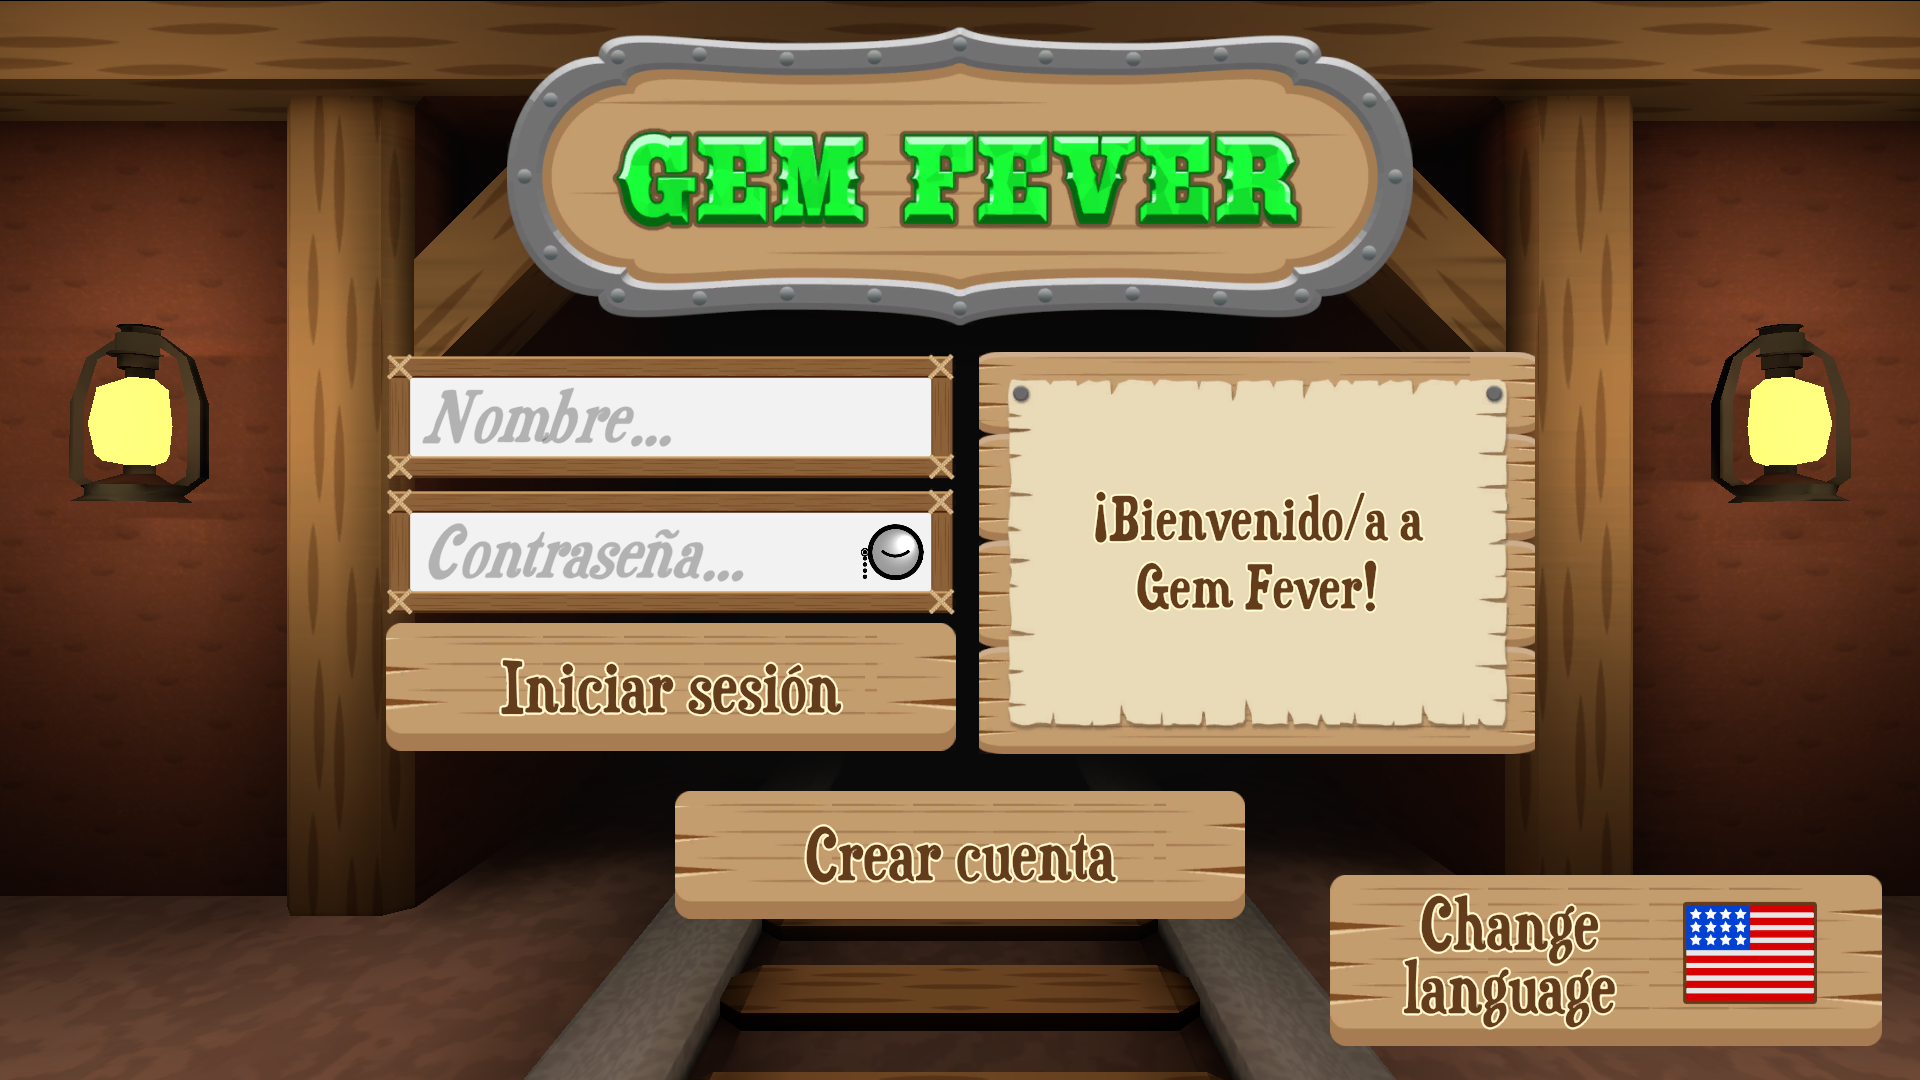 GEM FEVER
Nombre...
Contraseña...
Iniciar sesión
¡Bienvenido/a a
Gem Fever!
Crear cuenta
Change
language